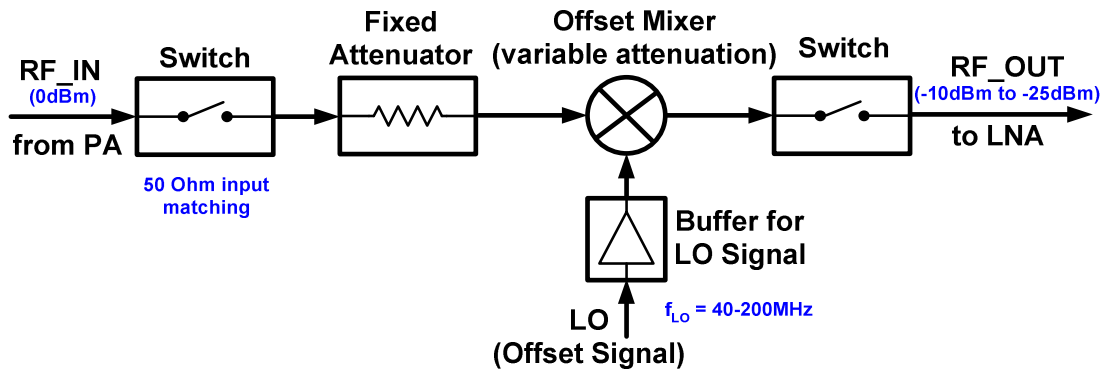 RF_IN
(0dBm)
from PA
Switch
50 Ohm input
matching
Fixed
Attenuator
Offset Mixer
(variable attenuation)
Switch
RF_OUT
(-10dBm to -25dBm)
to LNA
Buffer for
LO Signal
f_LO = 40-200MHz
LO
(Offset Signal)